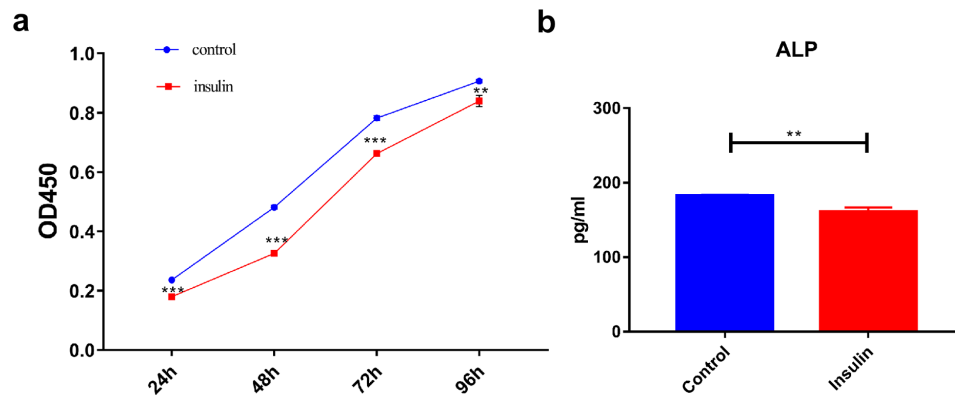 a
control
insulin
OD450
1.0
0.8
0.6
0.4
0.2
0.0
***
***
***
**
24h
48h
72h
96h
b
ALP
pg/ml
300
200
100
0
**
Control
Insulin